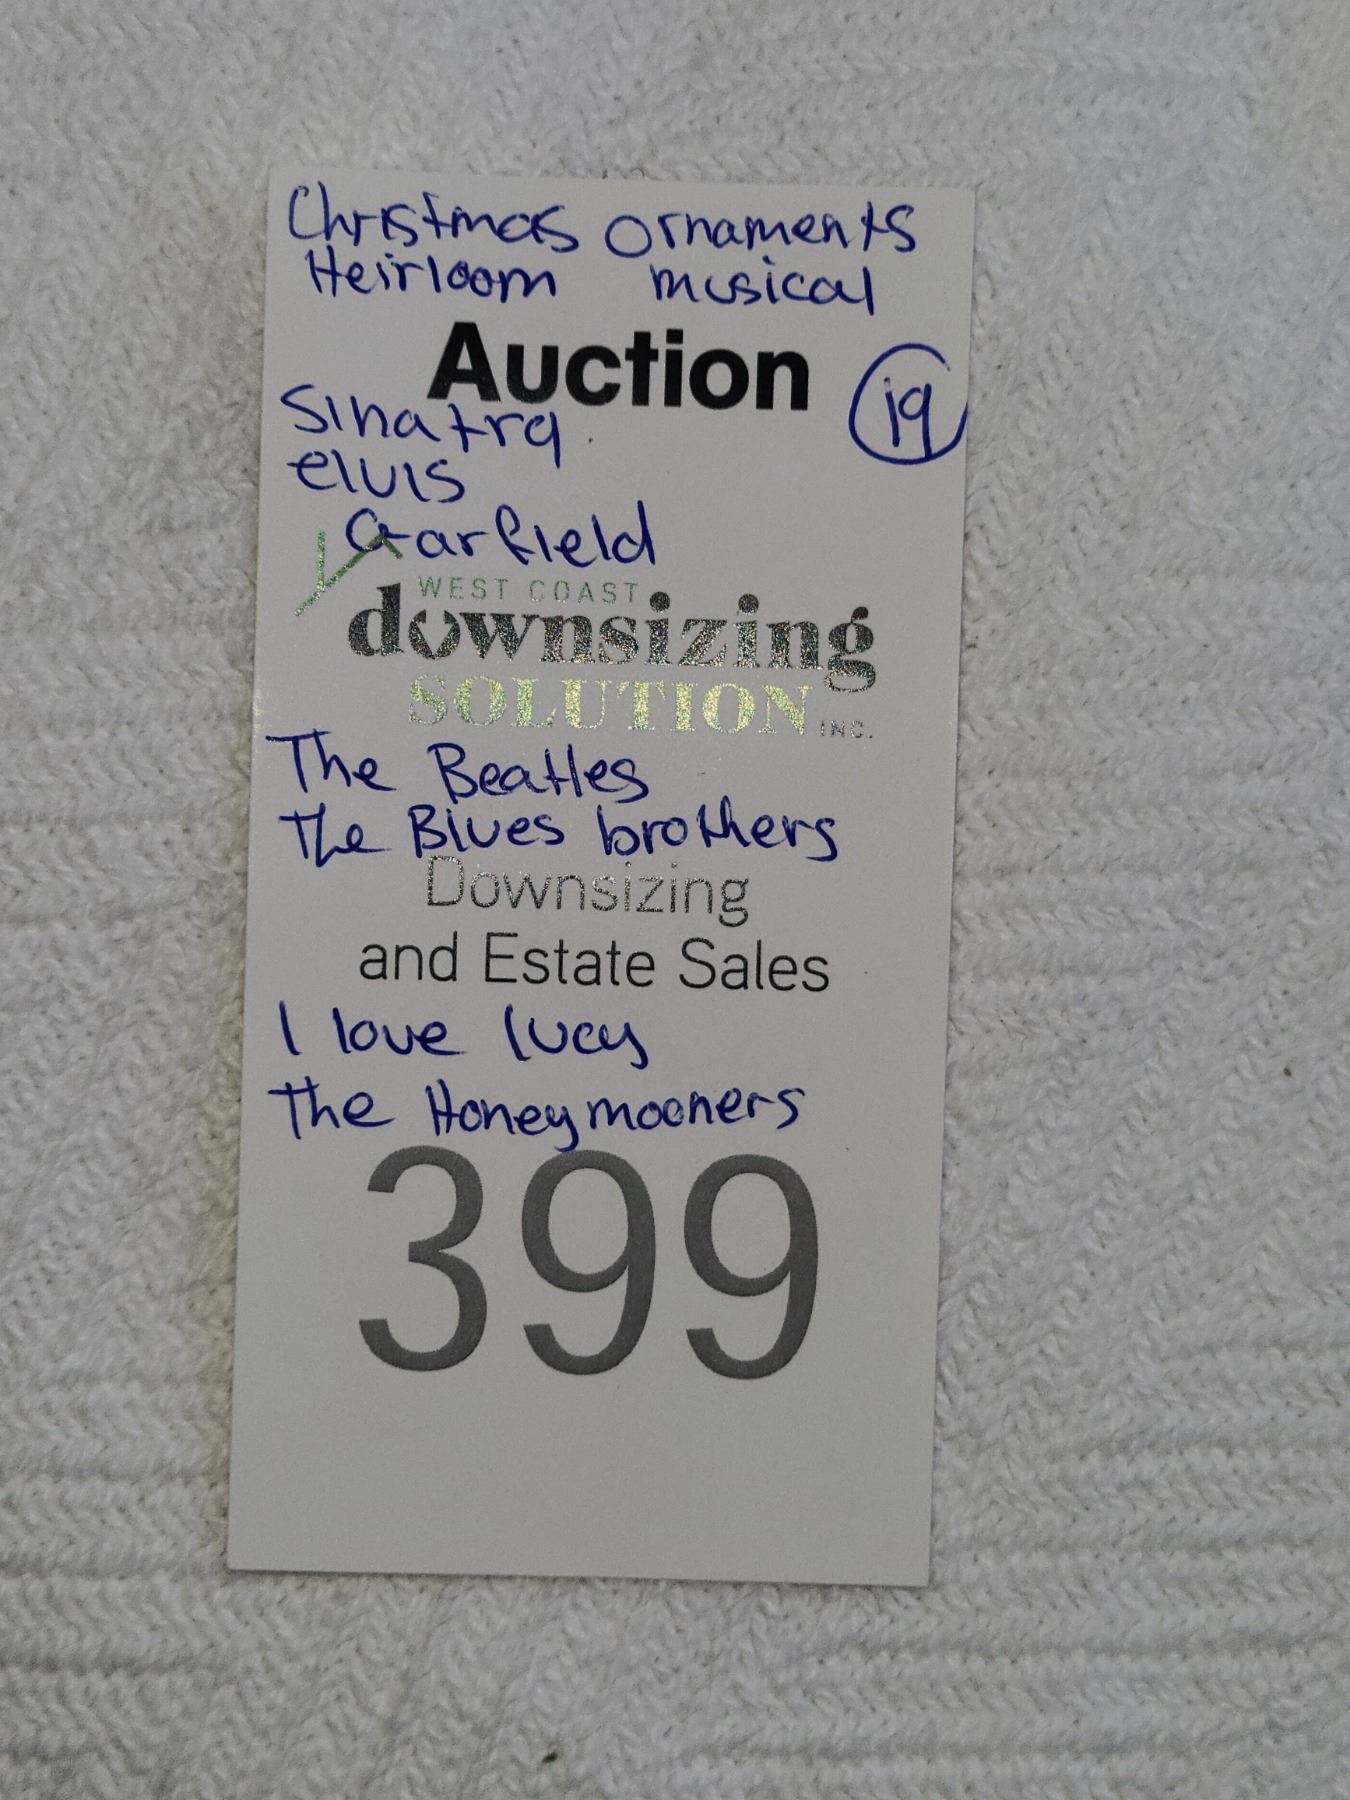 Christmas ornaments
Heirloom musical
Auction
19
Sinatra
elvis
Garfield
WEST COAST
downsizing
SOLUTION INC.
The Beatles
The Blues brothers
Downsizing
and Estate Sales
I love lucy
The Honeymooners
399